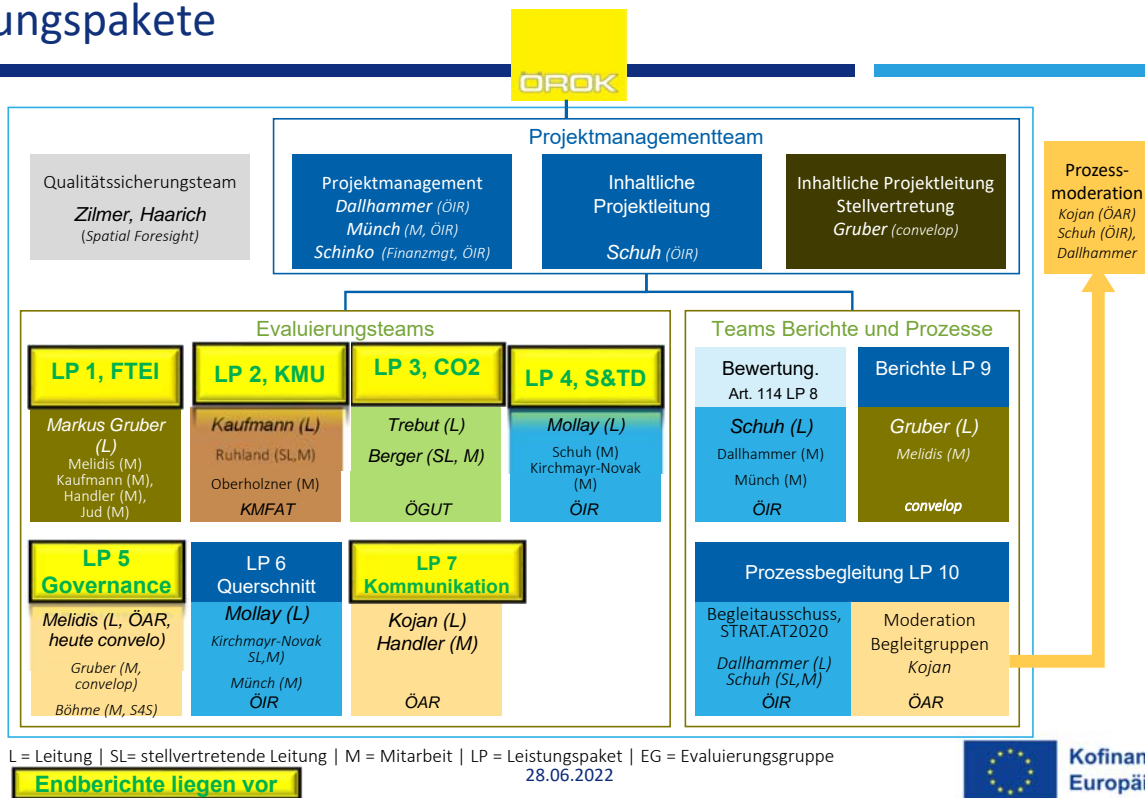 ungspakete
ÖROK
Projektmanagementteam
Qualitätssicherungsteam
Zilmer, Haarich
(Spatial Foresight)
Projektmanagement
Dallhammer (ÖIR)
Münch (M, ÖIR)
Schinko (Finanzmgt, ÖIR)
Inhaltliche
Projektleitung
Schuh (ÖIR)
Inhaltliche Projektleitung
Stellvertretung
Gruber (convelop)
Prozess-
moderation
Kojan (ÖAR)
Schuh (ÖIR),
Dallhammer
Evaluierungsteams
LP 1, FTEI
Markus Gruber
(L)
Melidis (M)
Kaufmann (M),
Handler (M),
Jud (M)
LP 2, KMU
Kaufmann (L)
Ruhland (SL,M)
Oberholzner (M)
KMFAT
LP 3, CO2
Trebut (L)
Berger (SL, M)
ÖGUT
LP 4, S&TD
Mollay (L)
Schuh (M)
Kirchmayr-Novak
(M)
ÖIR
LP 5
Governance
Melidis (L, ÖAR,
heute convelo)
Gruber (M,
convelop)
Böhme (M, S4S)
LP 6
Querschnitt
Mollay (L)
Kirchmayr-Novak
SL,M)
Münch (M)
ÖIR
LP 7
Kommunikation
Kojan (L)
Handler (M)
ÖAR
Teams Berichte und Prozesse
Bewertung.
Art. 114 LP 8
Schuh (L)
Dallhammer (M)
Münch (M)
ÖIR
Berichte LP 9
Gruber (L)
Melidis (M)
convelop
Prozessbegleitung LP 10
Begleitausschuss,
STRAT.AT2020
Dallhammer (L)
Schuh (SL,M)
ÖIR
Moderation
Begleitgruppen
Kojan
ÖAR
L = Leitung | SL= stellvertretende Leitung | M = Mitarbeit | LP = Leistungspaket | EG = Evaluierungsgruppe
Endberichte liegen vor
28.06.2022
Kofinan
Europäi